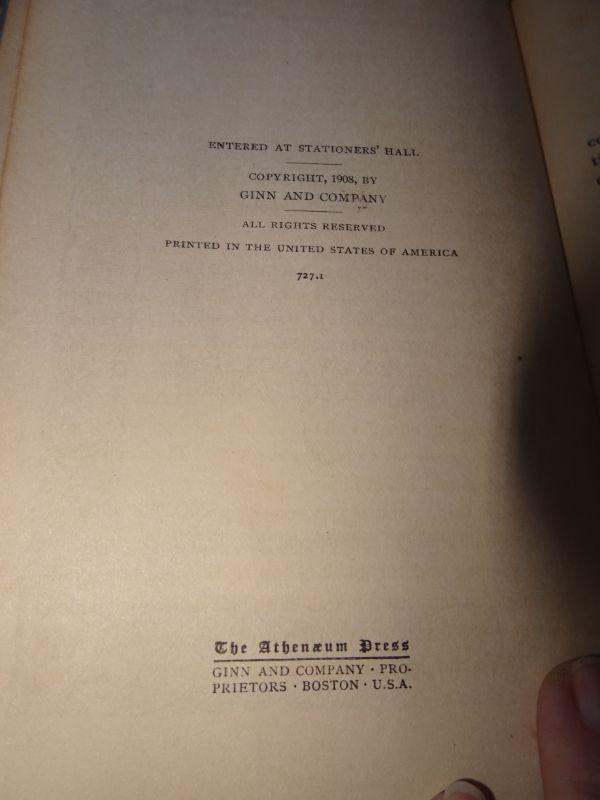 ENTERED AT STATIONERS' HALL
COPYRIGHT, 1908, BY
GINN AND COMPANY
ALL RIGHTS RESERVED
PRINTED IN THE UNITED STATES OF AMERICA
727.1
The Athenæum Press
GINN AND COMPANY · PRO-
PRIETORS · BOSTON · U.S.A.